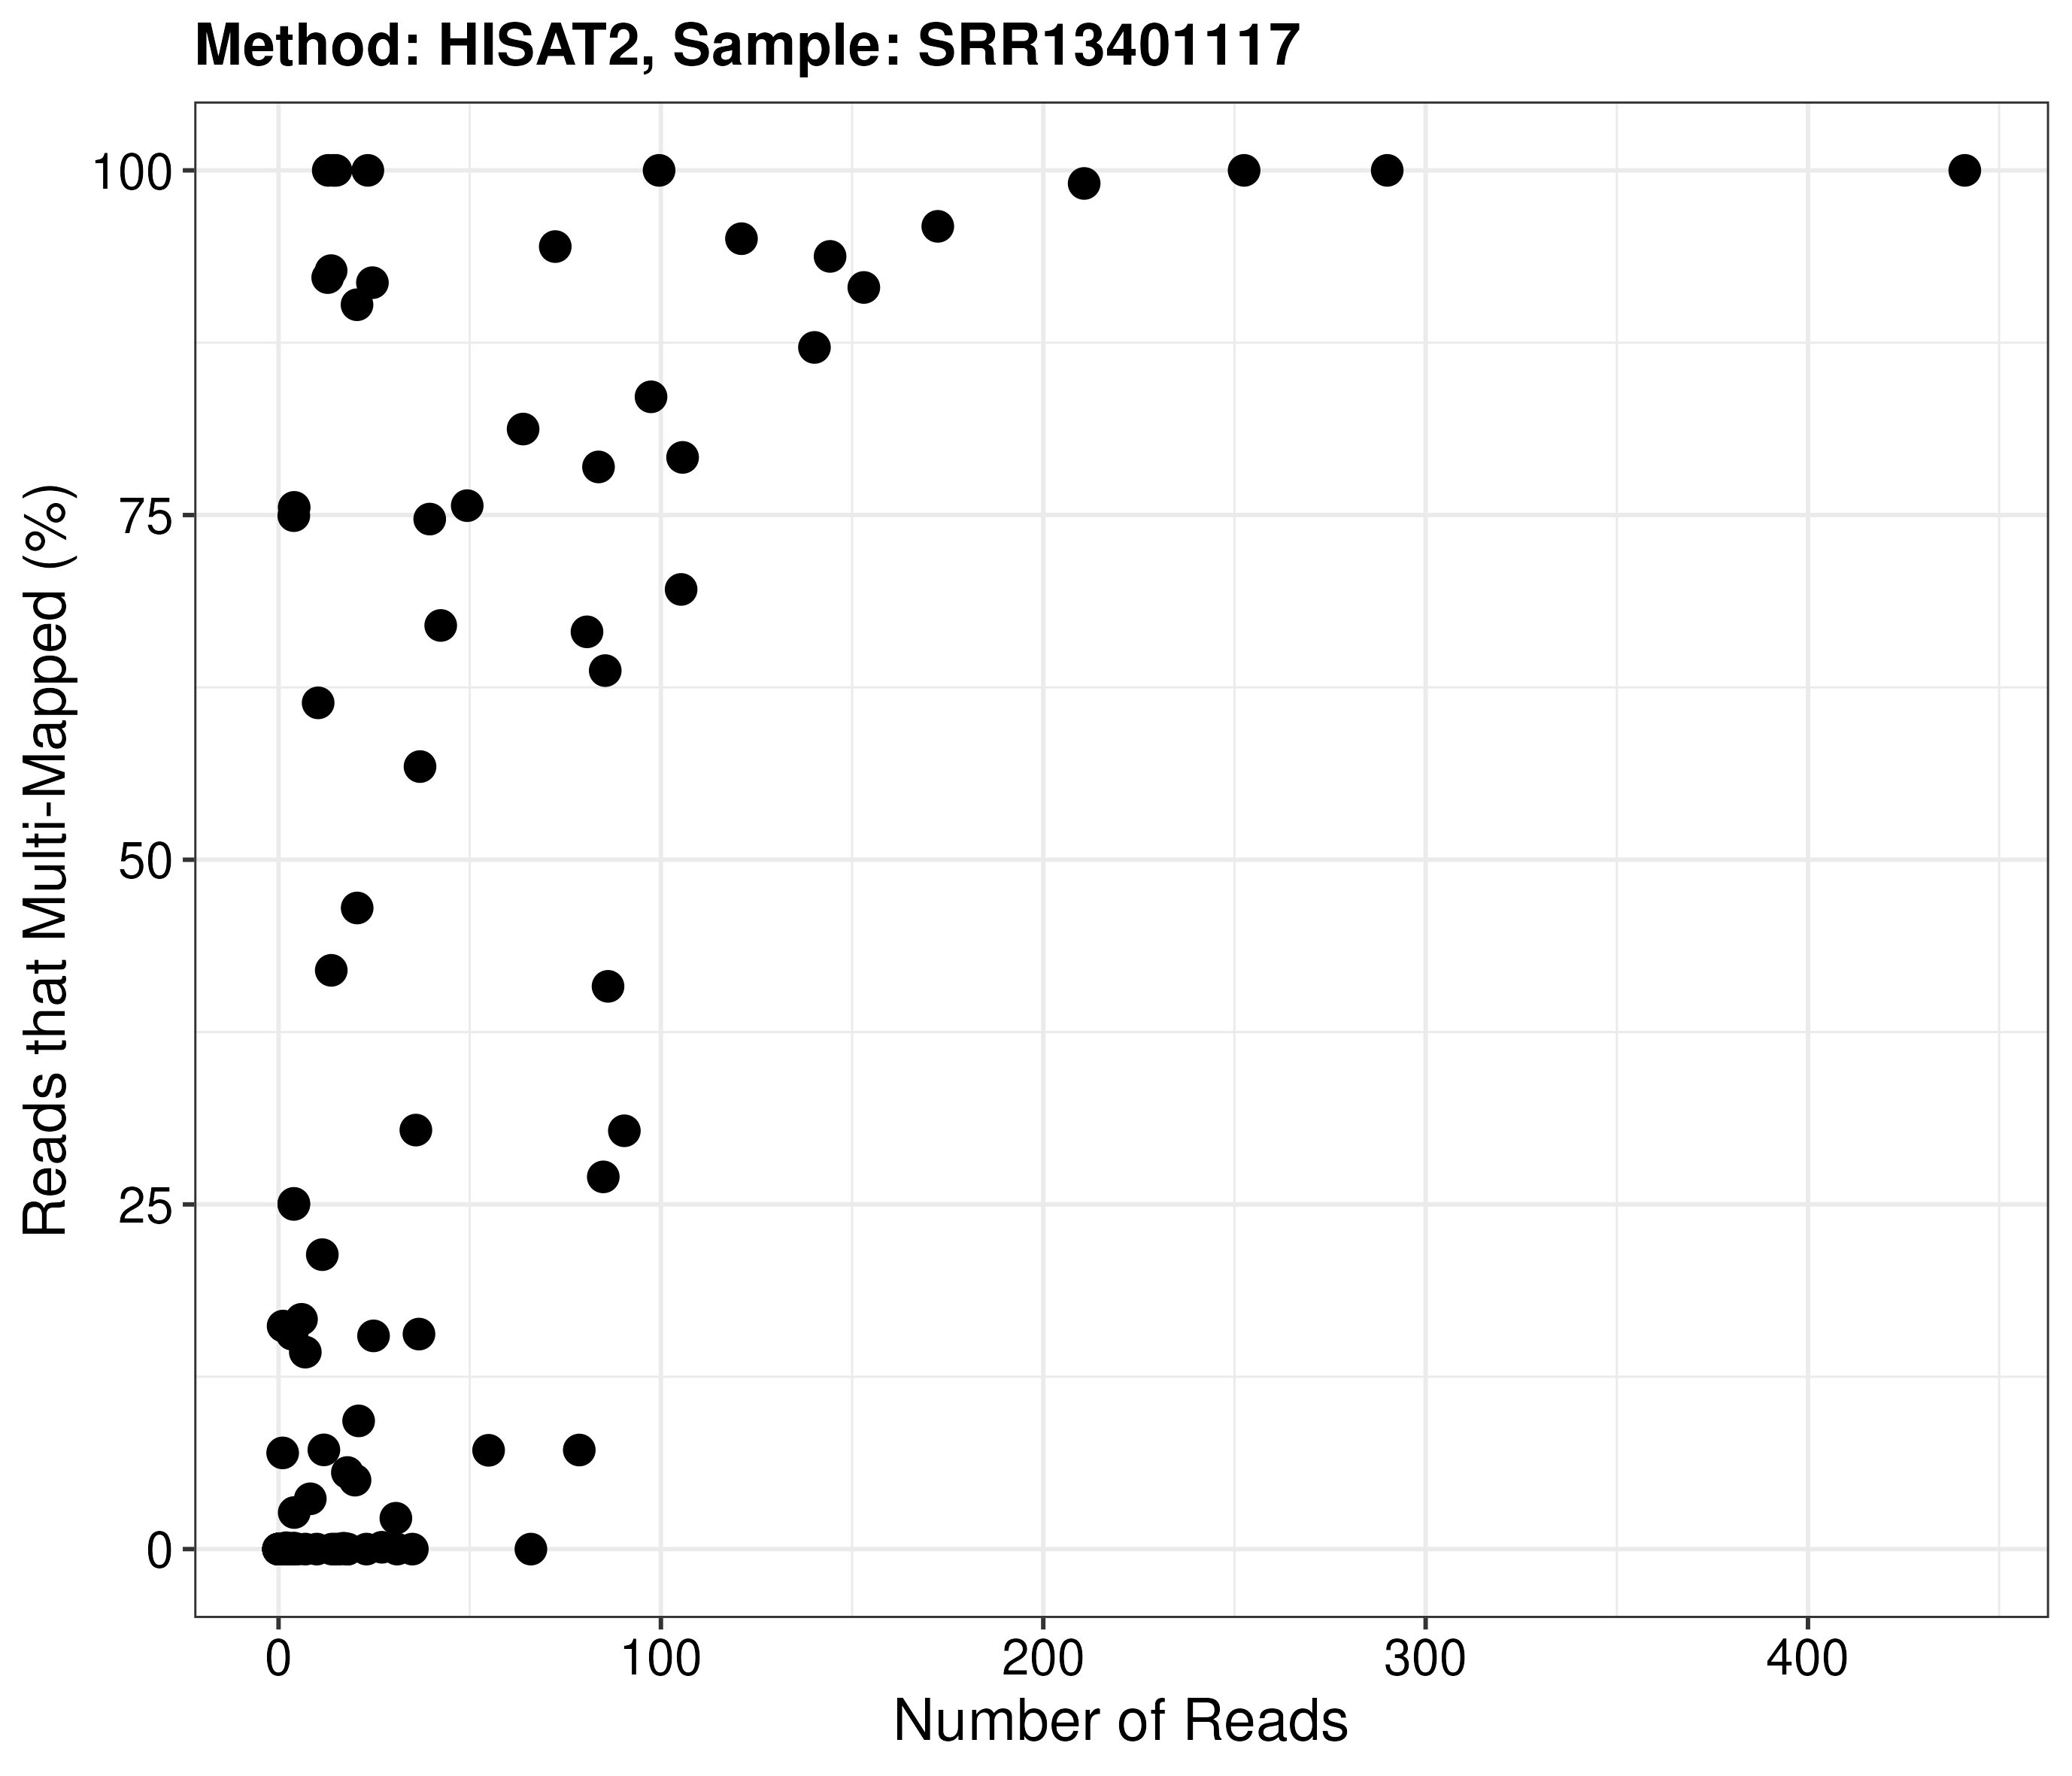 Method: HISAT2, Sample: SRR13401117
Reads that Multi-Mapped (%)
100
75
50
25
0
0 100 200 300 400
Number of Reads